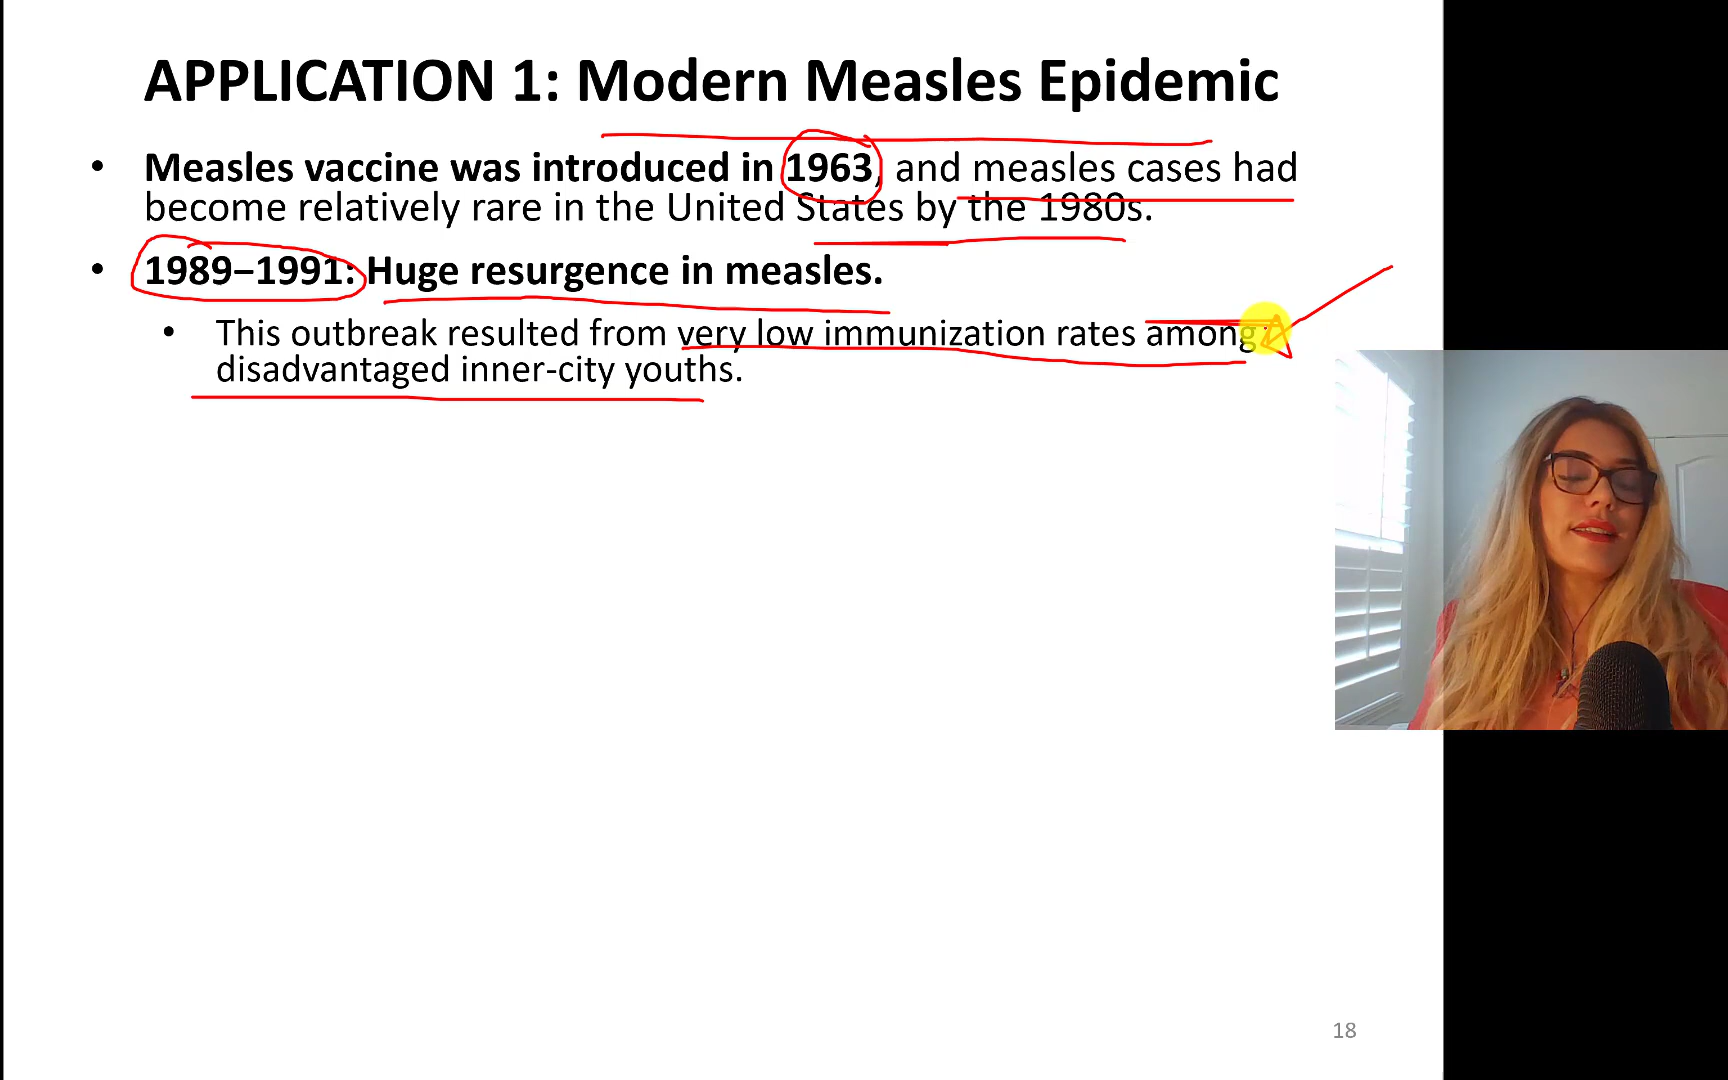 APPLICATION 1: Modern Measles Epidemic
• Measles vaccine was introduced in 1963, and measles cases had
become relatively rare in the United States by the 1980s.
• 1989–1991: Huge resurgence in measles.
• This outbreak resulted from very low immunization rates among
disadvantaged inner-city youths.
18